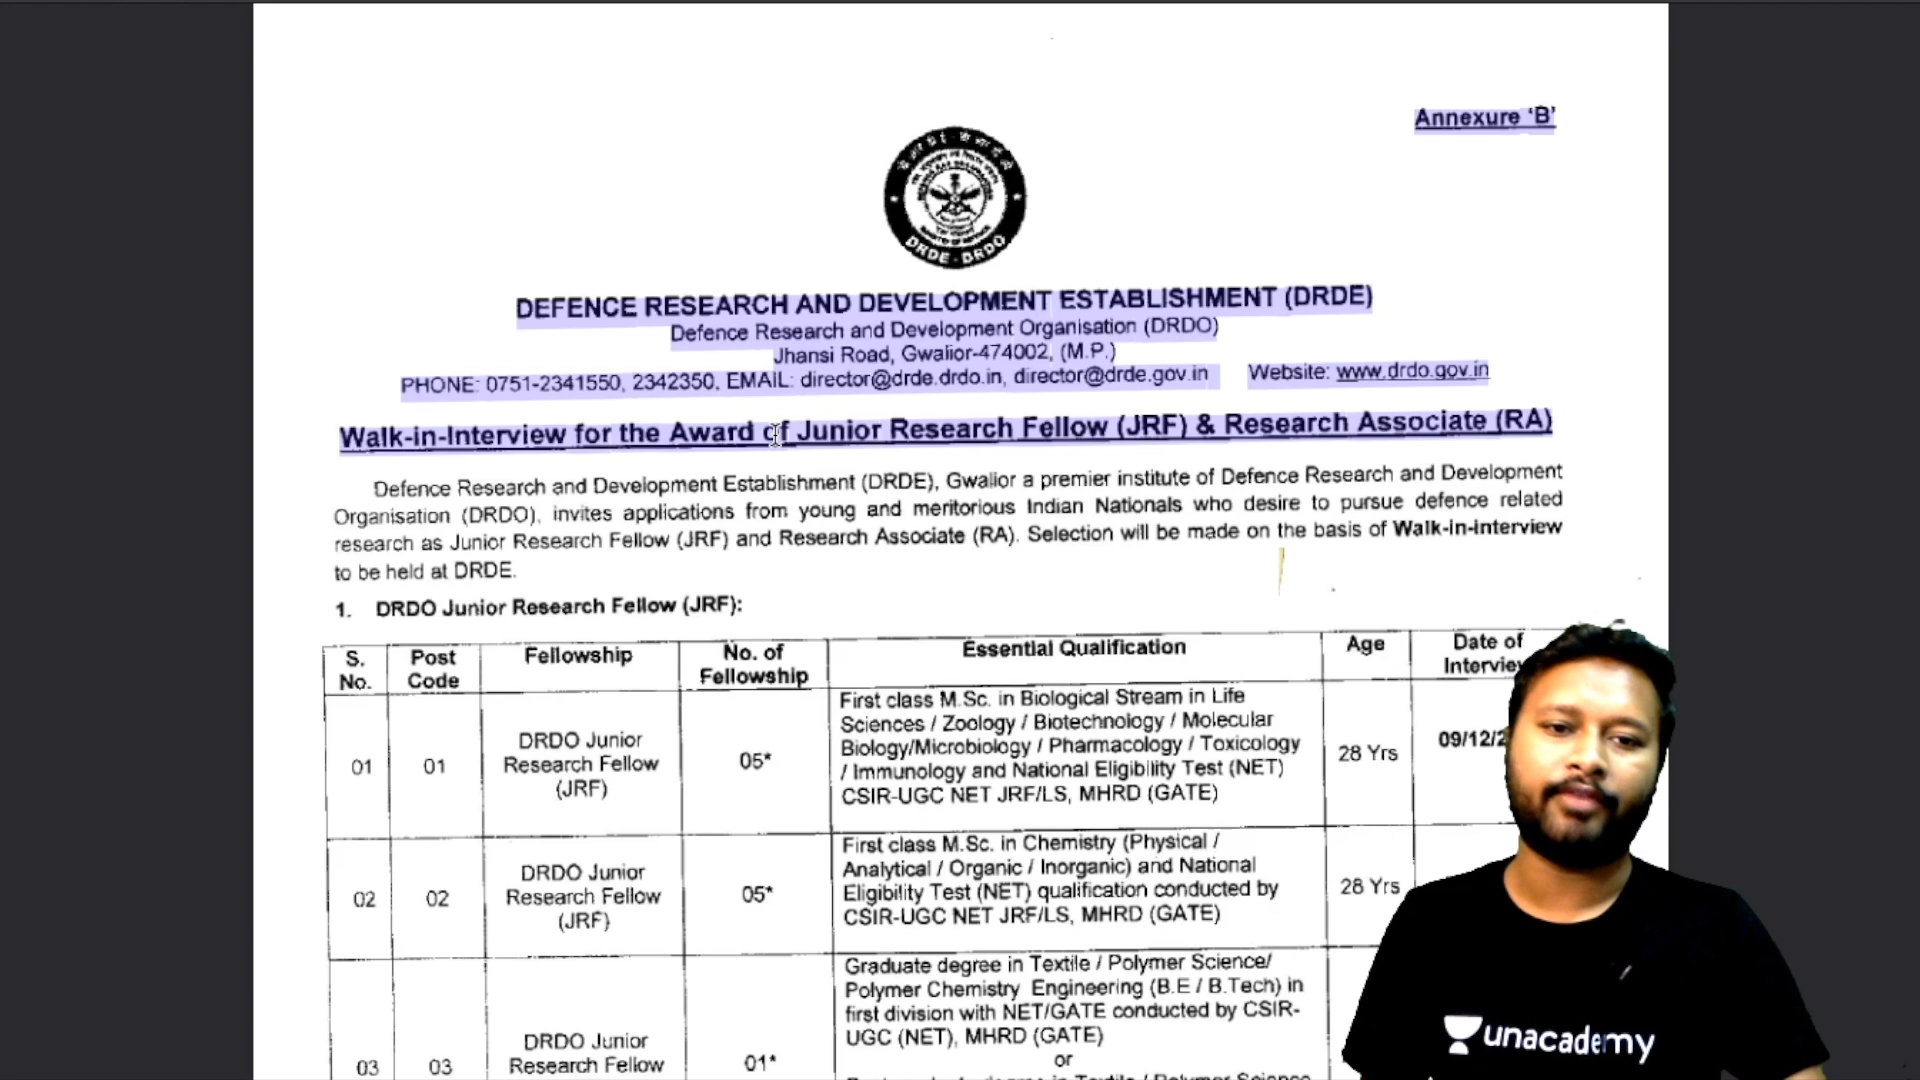 Annexure 'B'
DRDE - DRDO
DEFENCE RESEARCH AND DEVELOPMENT ESTABLISHMENT (DRDE)
Defence Research and Development Organisation (DRDO)
Jhansi Road, Gwalior-474002, (M.P.)
PHONE: 0751-2341550, 2342350, EMAIL: director@drde.drdo.in, director@drde.gov.in Website: www.drdo.gov.in
Walk-in-Interview for the Award of Junior Research Fellow (JRF) & Research Associate (RA)
Defence Research and Development Establishment (DRDE), Gwalior a premier institute of Defence Research and Development
Organisation (DRDO), invites applications from young and meritorious Indian Nationals who desire to pursue defence related
research as Junior Research Fellow (JRF) and Research Associate (RA). Selection will be made on the basis of Walk-in-interview
to be held at DRDE.
1. DRDO Junior Research Fellow (JRF):
S. No. Post Code Fellowship No. of Fellowship Essential Qualification Age Date of
01 01 DRDO Junior Research Fellow (JRF) 05* First class M.Sc. in Biological Stream in Life
Sciences / Zoology / Biotechnology / Molecular
Biology/Microbiology / Pharmacology / Toxicology
/ Immunology and National Eligibility Test (NET)
CSIR-UGC NET JRF/LS, MHRD (GATE)
28 Yrs 09/12/
02 02 DRDO Junior Research Fellow (JRF) 05* First class M.Sc. in Chemistry (Physical /
Analytical / Organic / Inorganic) and National
Eligibility Test (NET) qualification conducted by
CSIR-UGC NET JRF/LS, MHRD (GATE)
28 Yrs
03 03 DRDO Junior Research Fellow 01* Graduate degree in Textile / Polymer Science/
Polymer Chemistry Engineering (B.E / B.Tech) in
first division with NET/GATE conducted by CSIR-
UGC (NET), MHRD (GATE)
or
unacademy